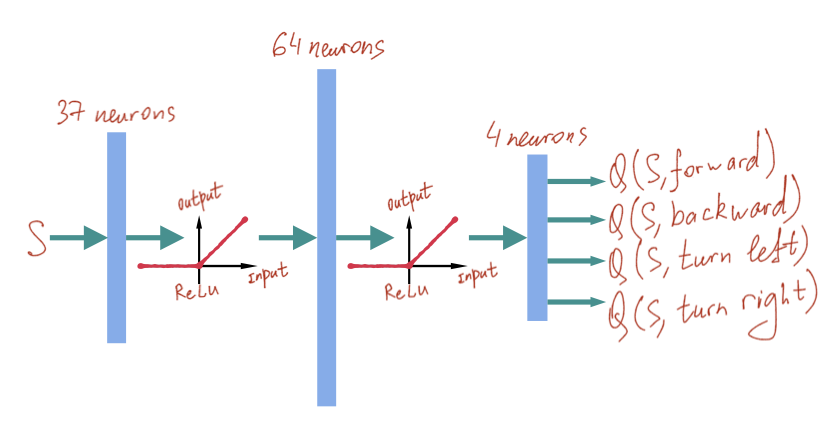 64 neurons
37 neurons
4 neurons
Q(S, forward)
Q(S, backward)
Q(S, turn left)
Q(S, turn right)
S
output
Input
ReLu
output
Input
ReLu